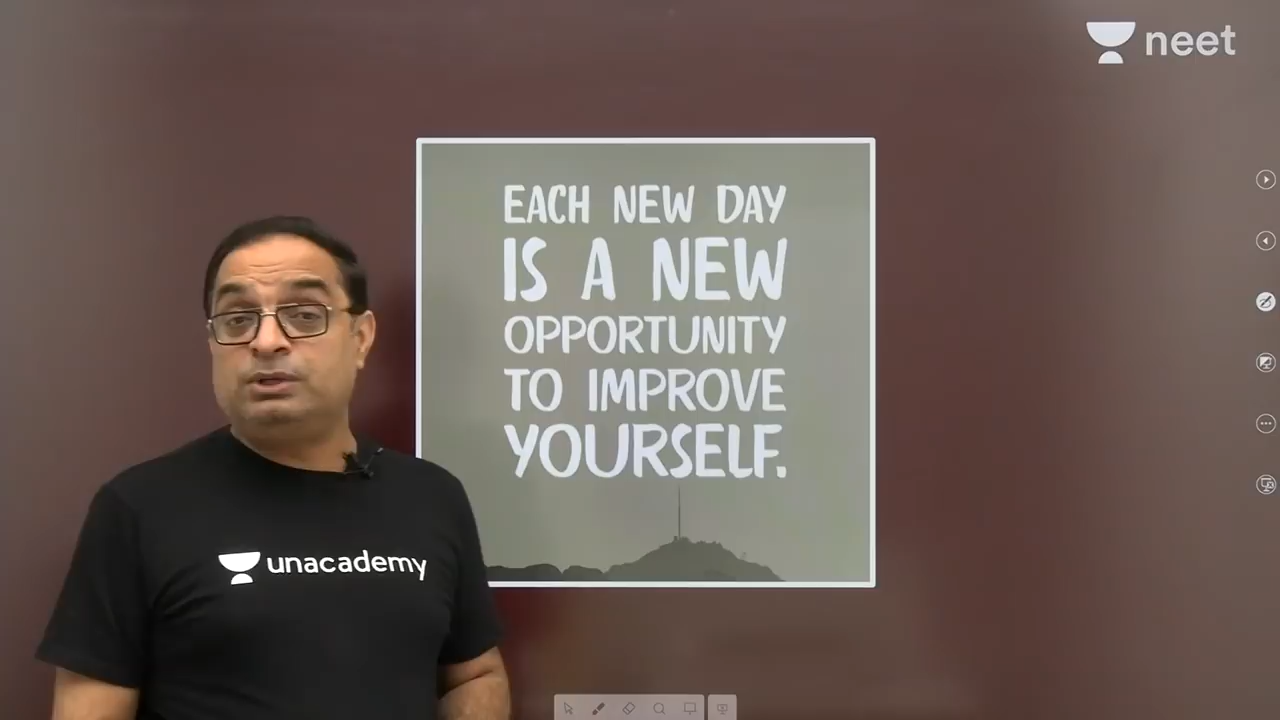 neet
EACH NEW DAY
IS A NEW
OPPORTUNITY
TO IMPROVE
YOURSELF.
unacademy